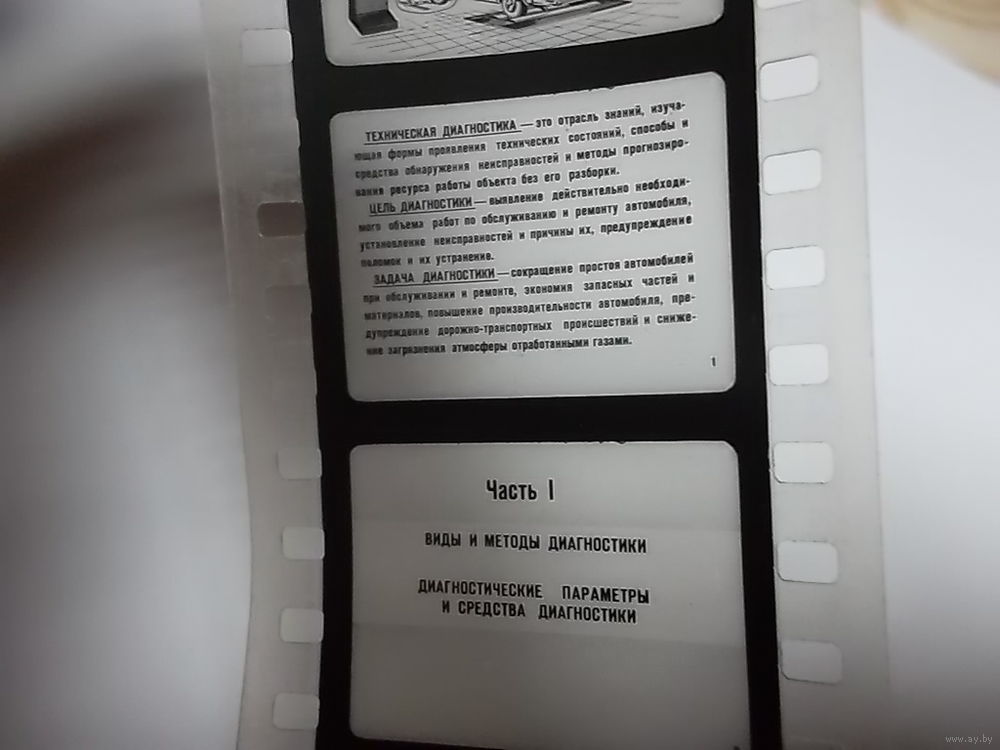 ТЕХНИЧЕСКАЯ ДИАГНОСТИКА — это отрасль знаний, изуча-
ющая формы проявления технических состояний, способы и
средства обнаружения неисправностей и методы прогнозиро-
вания ресурса работы объекта без его разборки.
ЦЕЛЬ ДИАГНОСТИКИ — выявление действительно необходи-
мого объема работ по обслуживанию и ремонту автомобиля,
установление неисправностей и причины их, предупреждение
поломок и их устранение.
ЗАДАЧА ДИАГНОСТИКИ — сокращение простоя автомобилей
при обслуживании и ремонте, экономия запасных частей и
материалов, повышение производительности автомобиля, пре-
дупреждение дорожно-транспортных происшествий и сниже-
ние загрязнения атмосферы отработанными газами.
1
Часть I
ВИДЫ И МЕТОДЫ ДИАГНОСТИКИ
ДИАГНОСТИЧЕСКИЕ ПАРАМЕТРЫ
И СРЕДСТВА ДИАГНОСТИКИ
www.ay.by